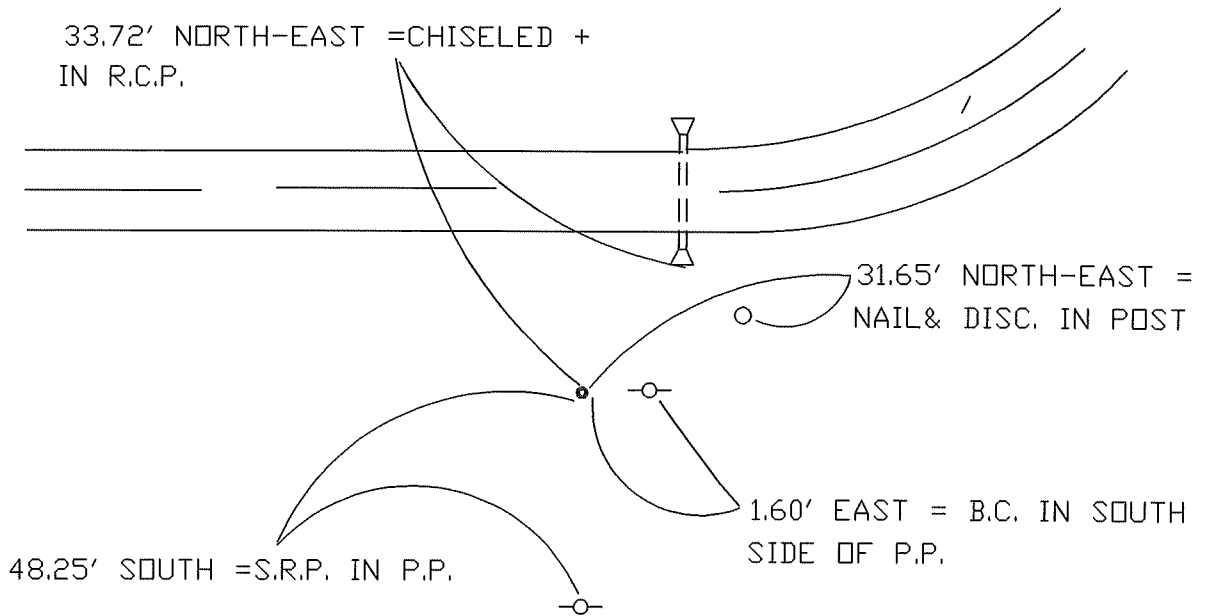 33.72' NORTH-EAST =CHISELED +
IN R.C.P.
31.65' NORTH-EAST =
NAIL& DISC. IN POST
1.60' EAST = B.C. IN SOUTH
SIDE OF P.P.
48.25' SOUTH =S.R.P. IN P.P.